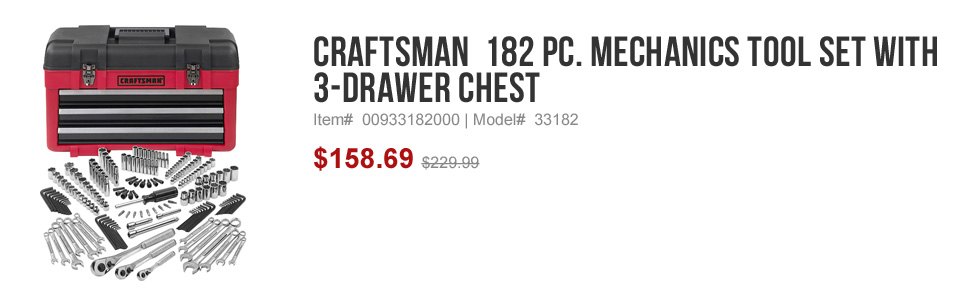 CRAFTSMAN
CRAFTSMAN 182 PC. MECHANICS TOOL SET WITH
3-DRAWER CHEST
Item# 00933182000 | Model# 33182
$158.69 $229.99